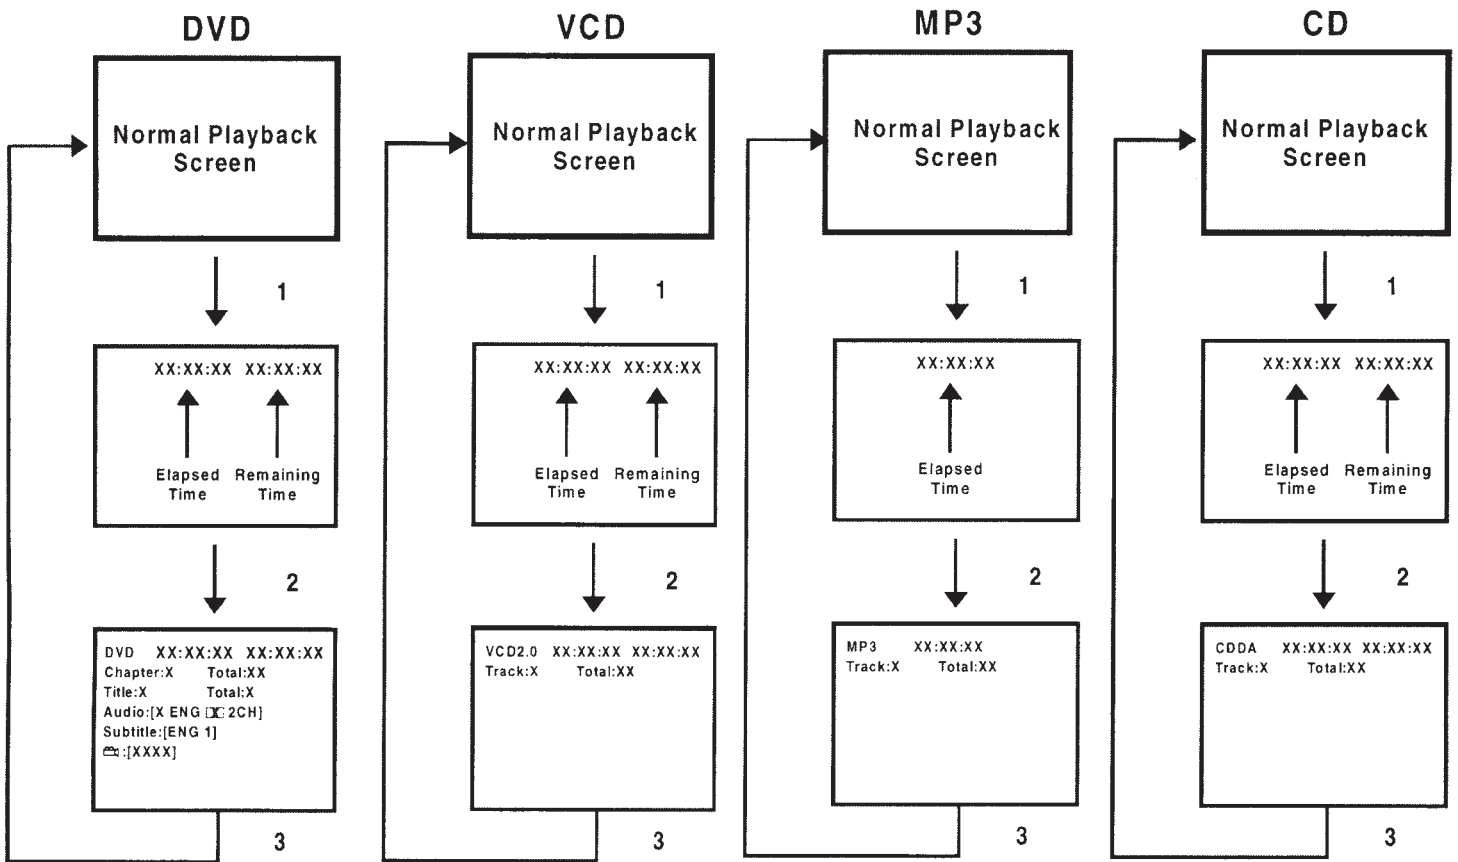 DVD
Normal Playback
Screen
1
XX:XX:XX XX:XX:XX
Elapsed Remaining
Time Time
2
DVD XX:XX:XX XX:XX:XX
Chapter:X Total:XX
Title:X Total:X
Audio:[X ENG 2CH]
Subtitle:[ENG 1]
:[XXXX]
3
VCD
Normal Playback
Screen
1
XX:XX:XX XX:XX:XX
Elapsed Remaining
Time Time
2
VCD2.0 XX:XX:XX XX:XX:XX
Track:X Total:XX
3
MP3
Normal Playback
Screen
1
XX:XX:XX
Elapsed
Time
2
MP3 XX:XX:XX
Track:X Total:XX
3
CD
Normal Playback
Screen
1
XX:XX:XX XX:XX:XX
Elapsed Remaining
Time Time
2
CDDA XX:XX:XX XX:XX:XX
Track:X Total:XX
3